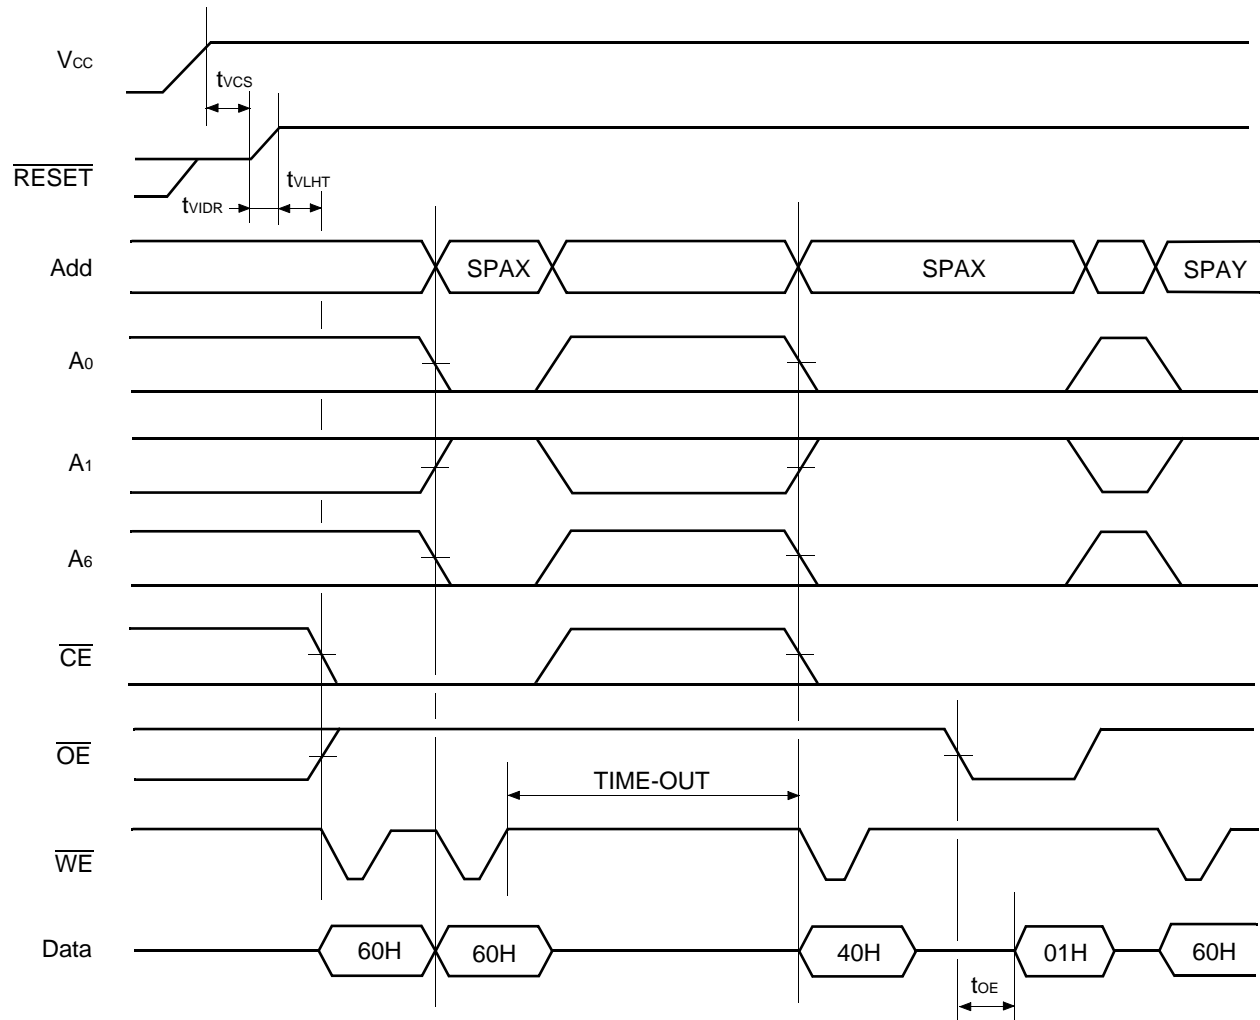 VCC
tVCS
RESET
tVLHT
tVIDR
Add
SPAX
SPAX
SPAY
A0
A1
A6
CE
OE
TIME-OUT
WE
Data
60H
60H
40H
01H
60H
tOE